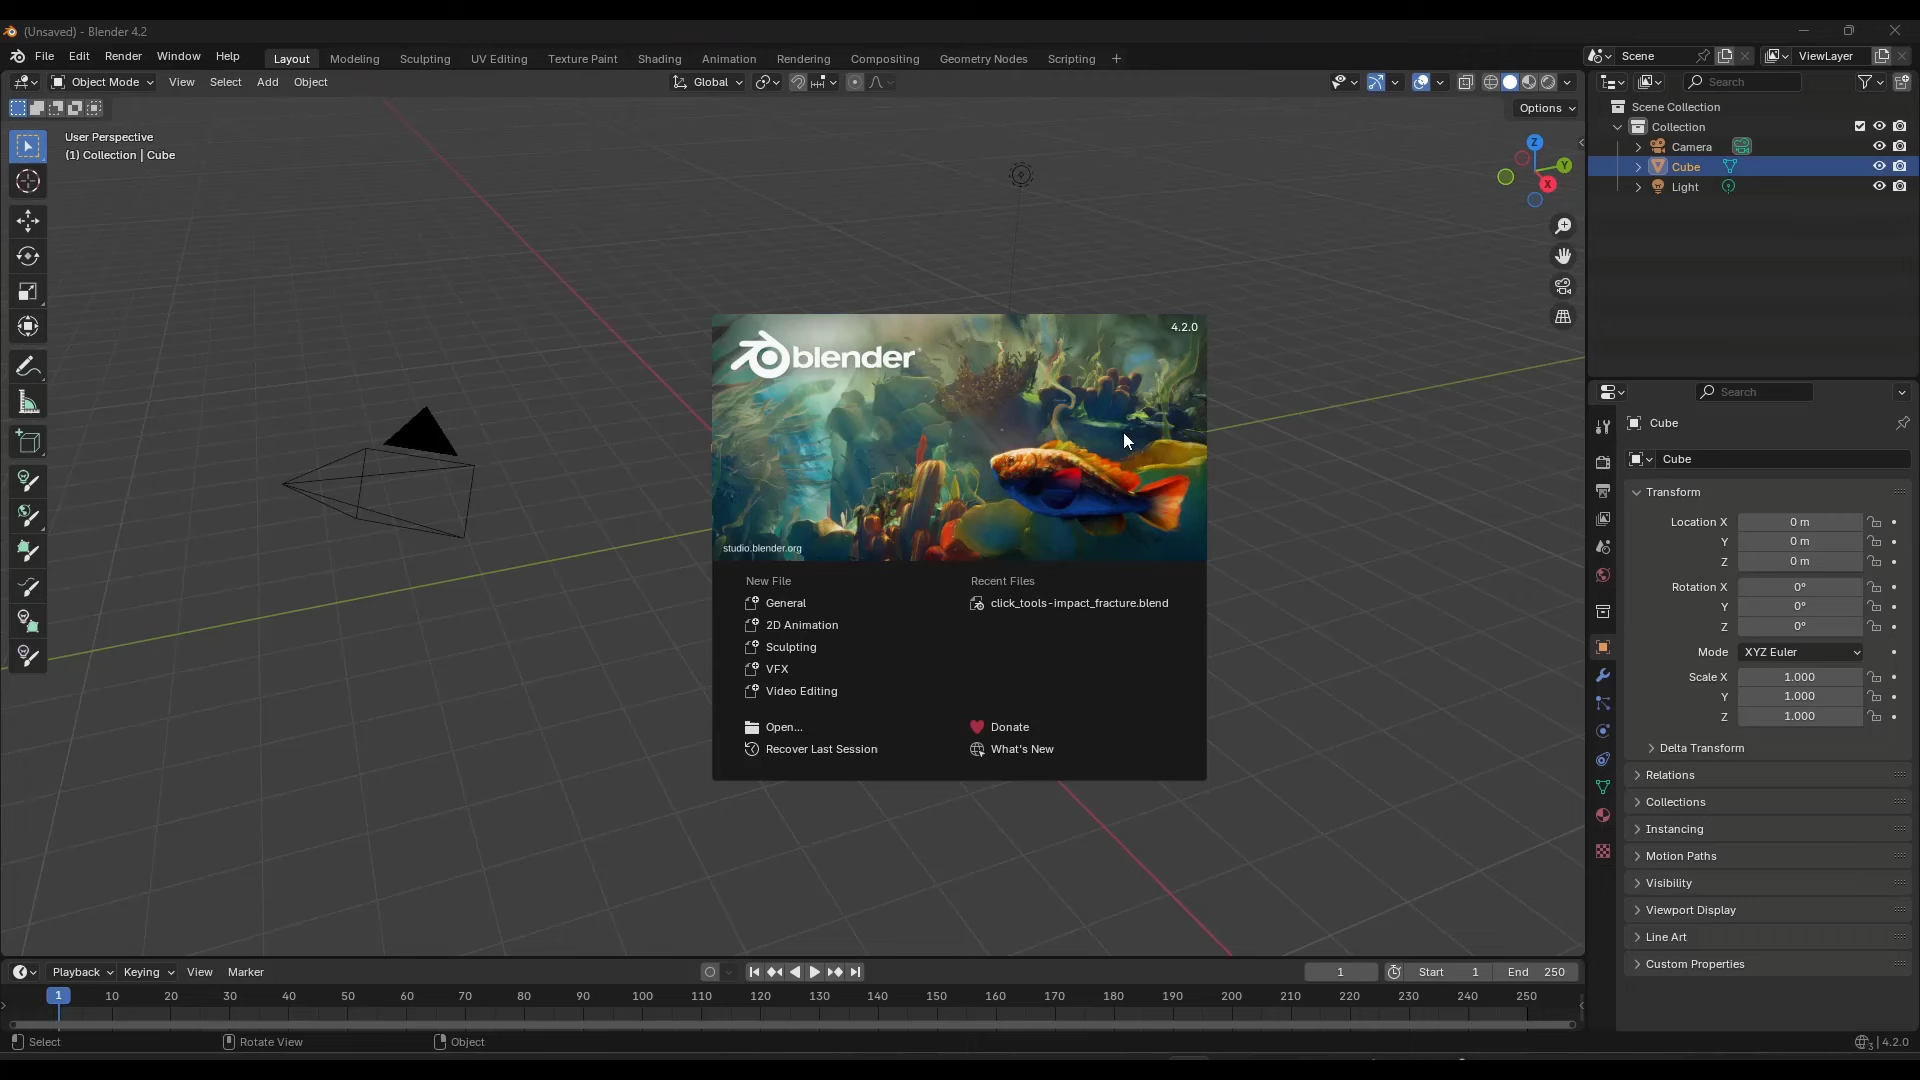 (Unsaved) - Blender 4.2
File Edit Render Window Help Layout Modeling Sculpting UV Editing Texture Paint Shading Animation Rendering Compositing Geometry Nodes Scripting + Scene ViewLayer
Object Mode View Select Add Object Global Search
Options
User Perspective
(1) Collection | Cube
Z
Y
X
Scene Collection
Collection
Camera
Cube
Light
4.2.0
blender
studio.blender.org
New File
General
2D Animation
Sculpting
VFX
Video Editing
Open...
Recover Last Session
Recent Files
click_tools-impact_fracture.blend
Donate
What's New
Search
Cube
Cube
Transform
Location X 0 m
Y 0 m
Z 0 m
Rotation X 0°
Y 0°
Z 0°
Mode XYZ Euler
Scale X 1.000
Y 1.000
Z 1.000
Delta Transform
Relations
Collections
Instancing
Motion Paths
Visibility
Viewport Display
Line Art
Custom Properties
Playback Keying View Marker 1 Start 1 End 250
1 10 20 30 40 50 60 70 80 90 100 110 120 130 140 150 160 170 180 190 200 210 220 230 240 250
Select Rotate View Object 3 | 4.2.0